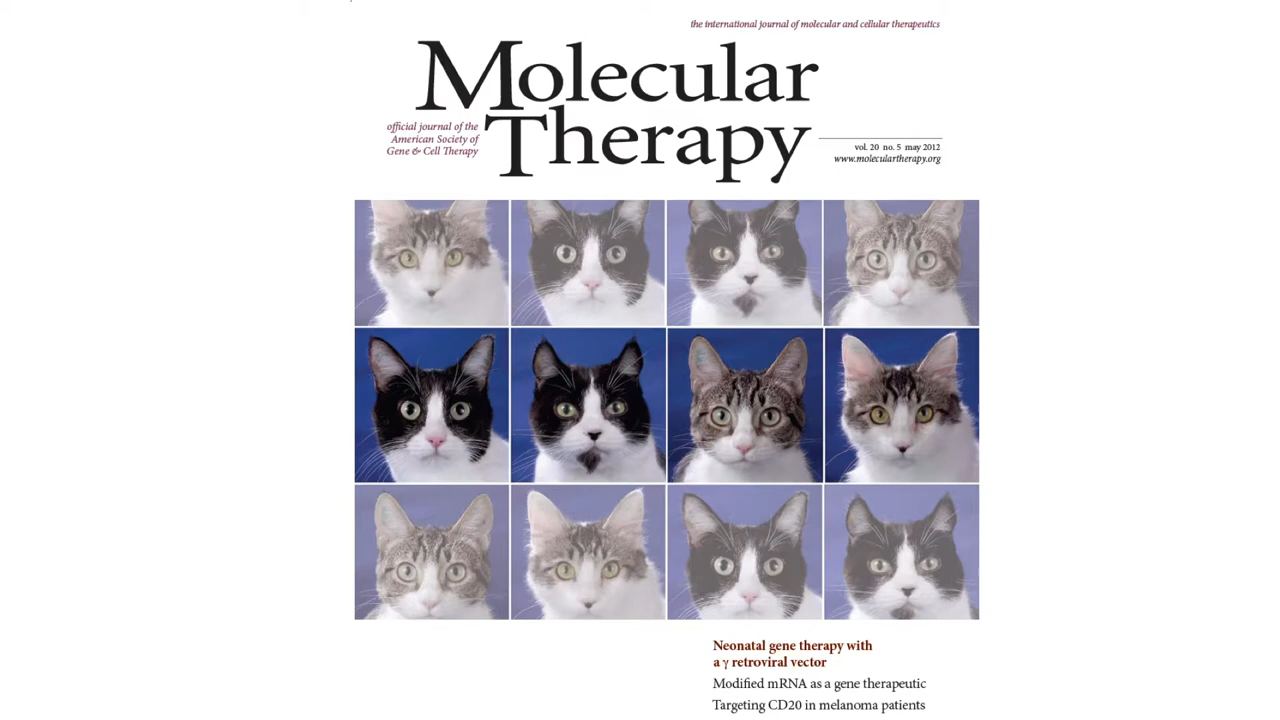 the international journal of molecular and cellular therapeutics
Molecular
Therapy
official journal of the
American Society of
Gene & Cell Therapy
vol. 20 no. 5 may 2012
www.moleculartherapy.org
Neonatal gene therapy with
a γ retroviral vector
Modified mRNA as a gene therapeutic
Targeting CD20 in melanoma patients